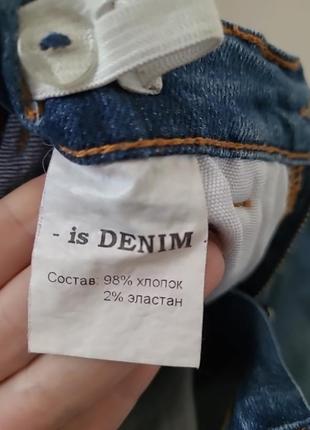 - is DENIM
Состав: 98% хлопок
2% эластан